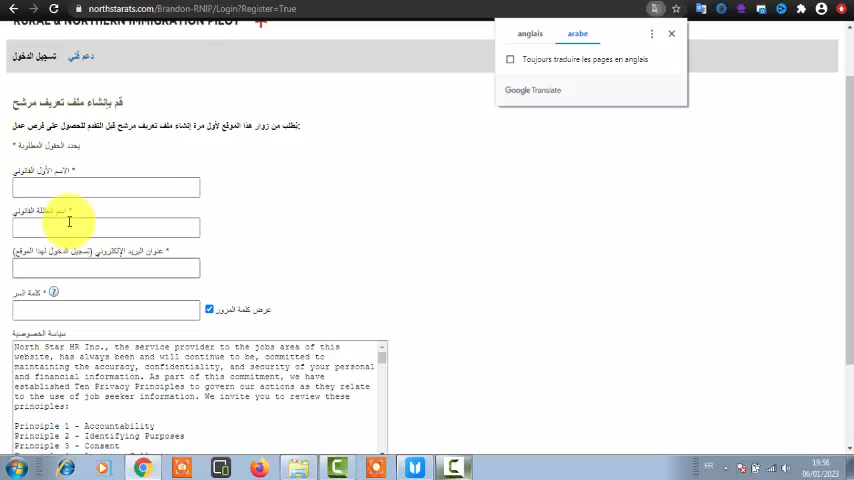 northstarats.com/Brandon-RNIP/Login?Register=True
RURAL & NORTHERN IMMIGRATION PILOT
anglais
arabe
Toujours traduire les pages en anglais
Google Translate
دعم فني
تسجيل الدخول
قم بإنشاء ملف تعريف مرشح
يُطلب من زوار هذا الموقع لأول مرة إنشاء ملف تعريف مرشح قبل التقدم للحصول على فرص عمل:
يحدد الحقول المطلوبة *
الاسم الأول القانوني *
اسم العائلة القانوني *
عنوان البريد الإلكتروني (تسجيل الدخول لهذا الموقع) *
كلمة السر *
عرض كلمة المرور
سياسة الخصوصية
North Star HR Inc., the service provider to the jobs area of this
website, has always been and will continue to be, committed to
maintaining the accuracy, confidentiality, and security of your personal
and financial information. As part of this commitment, we have
established Ten Privacy Principles to govern our actions as they relate
to the use of job seeker information. We invite you to review these
principles:
Principle 1 - Accountability
Principle 2 - Identifying Purposes
Principle 3 - Consent
FR
19:56
06/01/2023